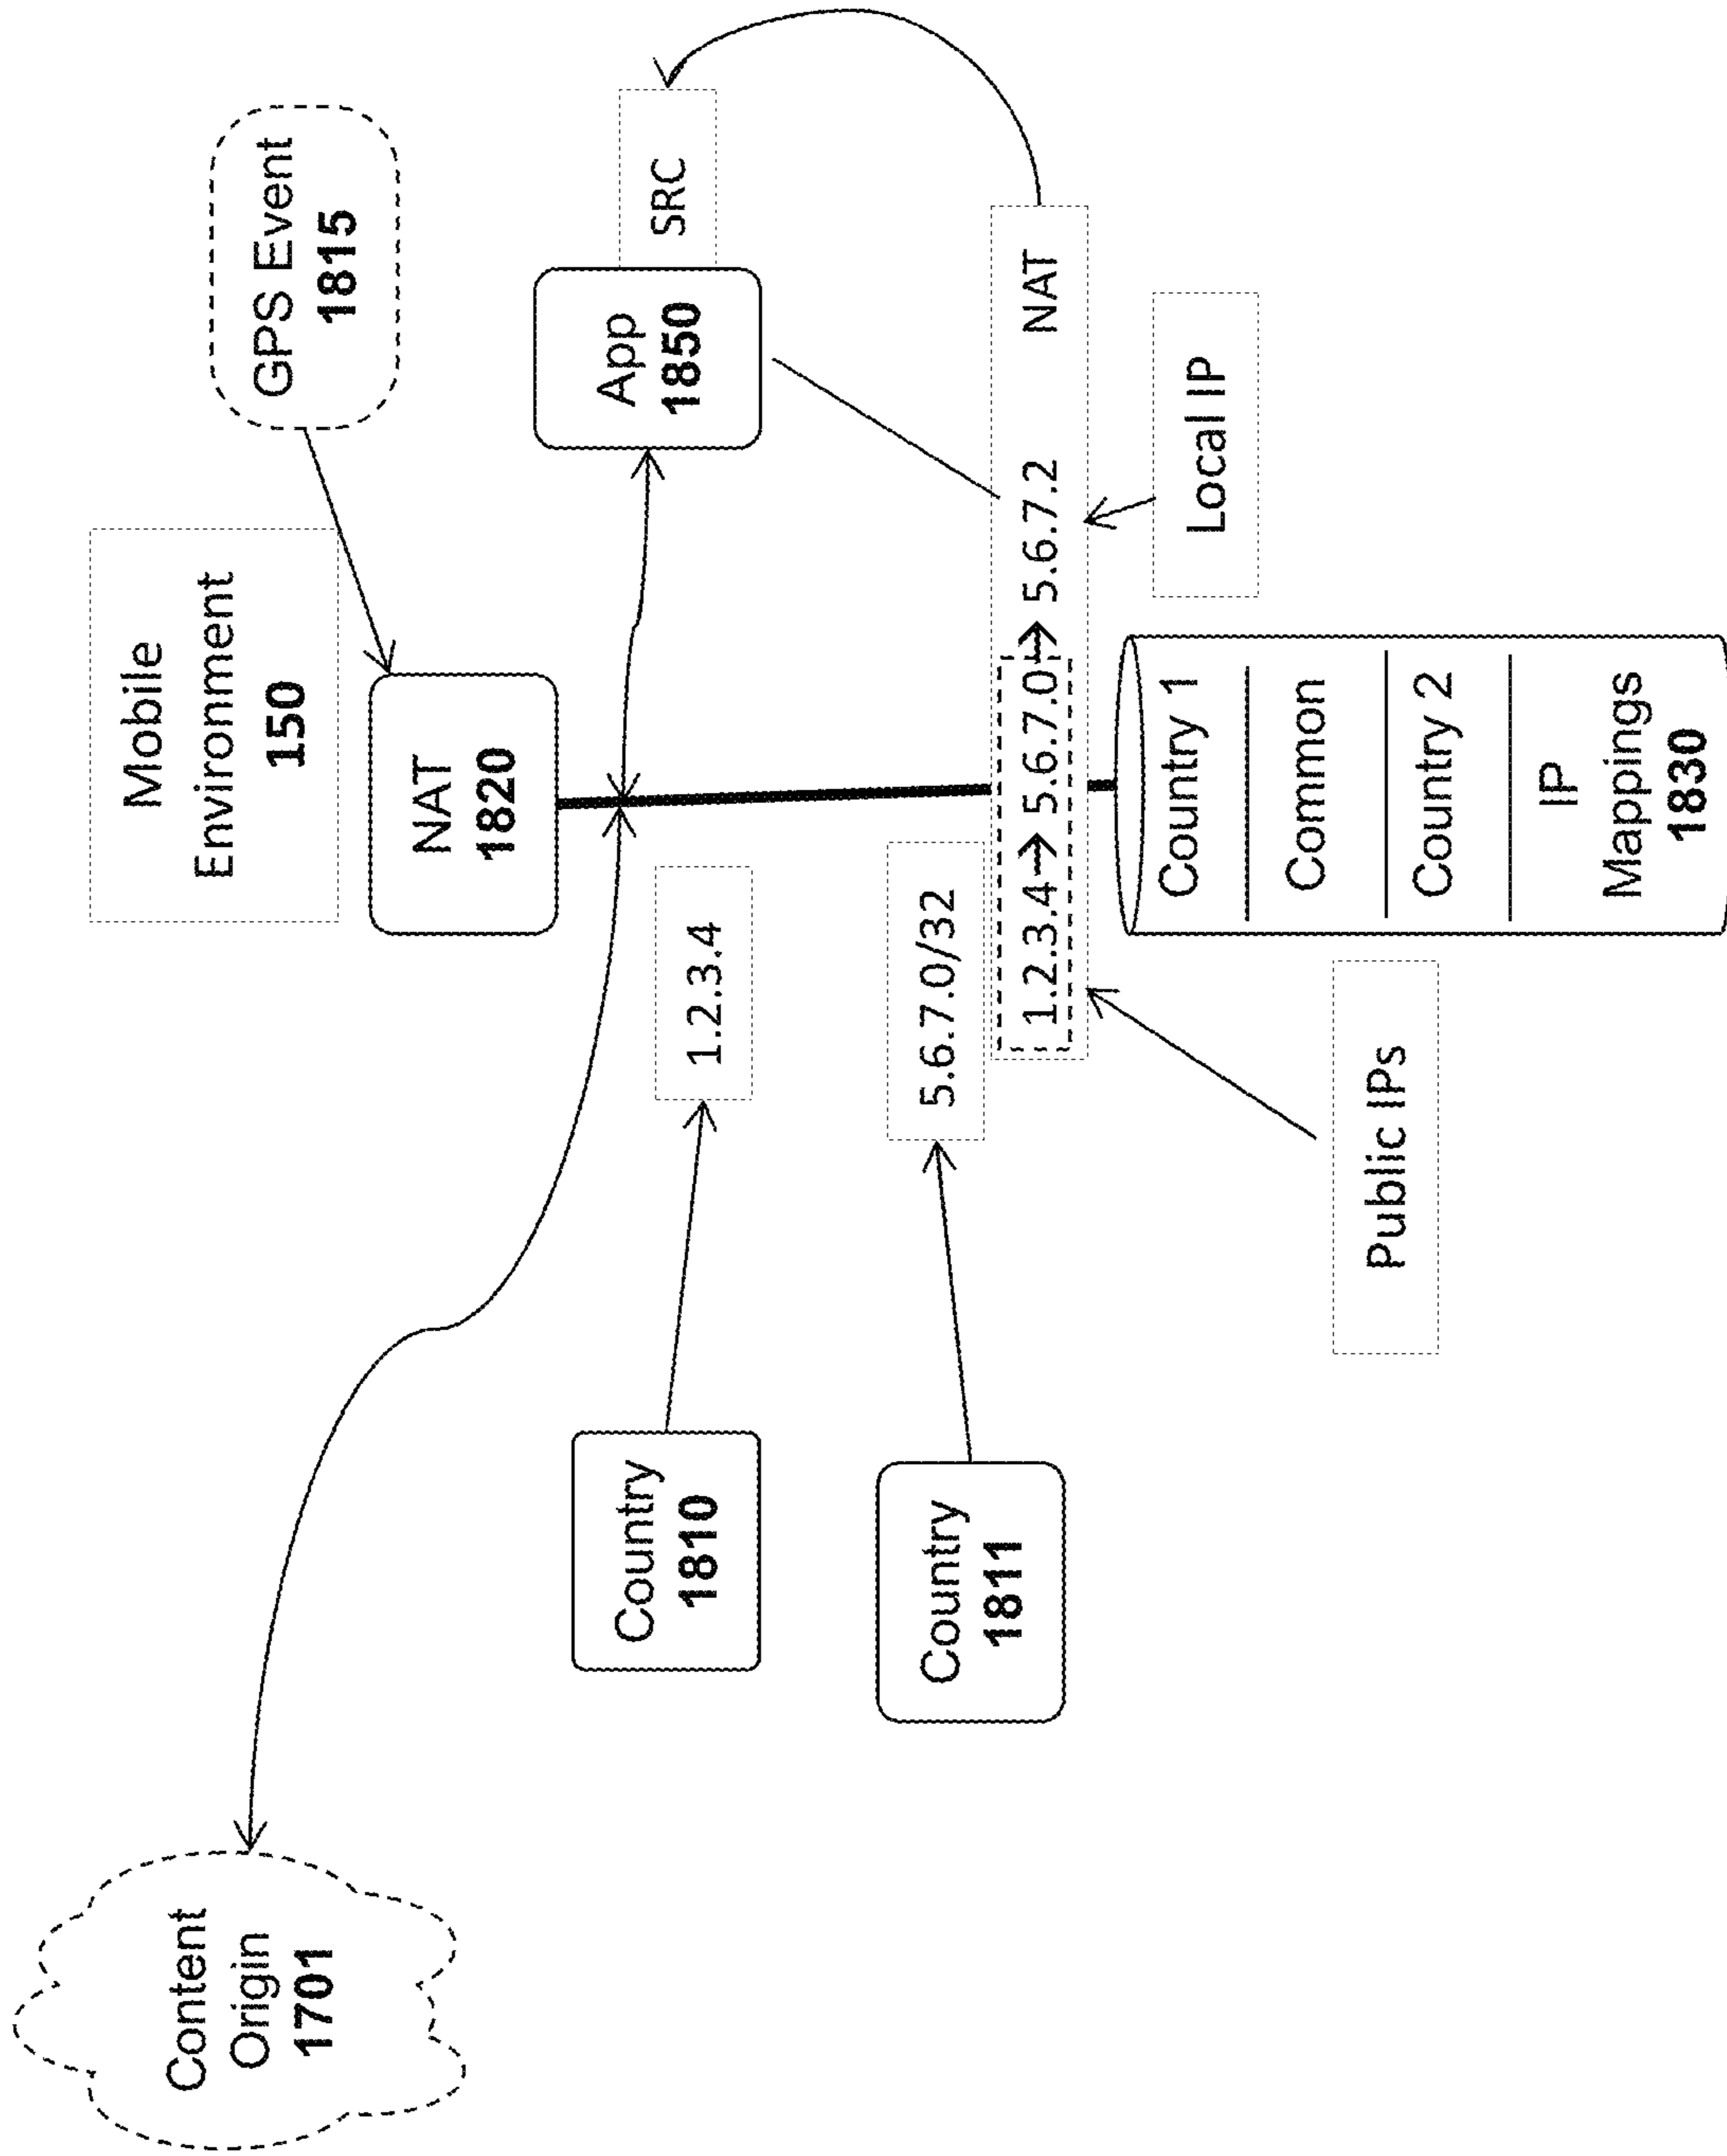 Content
Origin
1701
Mobile
Environment
150
GPS Event
1815
NAT
1820
App
1850
SRC
Country
1810
1.2.3.4
Country
1811
5.6.7.0/32
1.2.3.4→ 5.6.7.0→ 5.6.7.2 NAT
Public IPs
Local IP
Country 1
Common
Country 2
IP
Mappings
1830